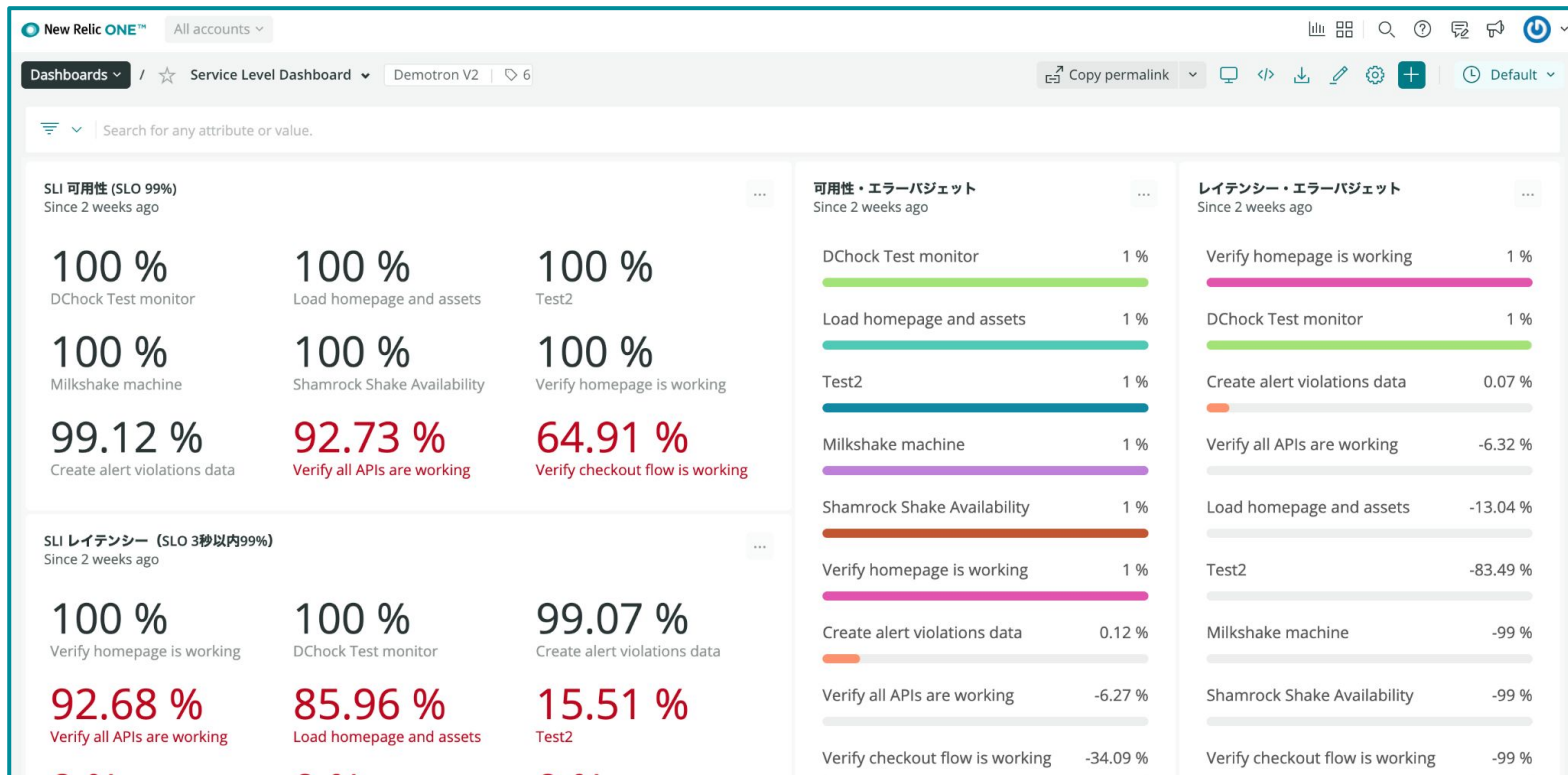 New Relic ONE™
All accounts
Dashboards / Service Level Dashboard Demotron V2 6
Copy permalink
Default
Search for any attribute or value.
SLI 可用性 (SLO 99%)
Since 2 weeks ago
100 % 100 % 100 %
DChock Test monitor Load homepage and assets Test2
100 % 100 % 100 %
Milkshake machine Shamrock Shake Availability Verify homepage is working
99.12 % 92.73 % 64.91 %
Create alert violations data Verify all APIs are working Verify checkout flow is working
SLI レイテンシー（SLO 3秒以内99%）
Since 2 weeks ago
100 % 100 % 99.07 %
Verify homepage is working DChock Test monitor Create alert violations data
92.68 % 85.96 % 15.51 %
Verify all APIs are working Load homepage and assets Test2
可用性・エラーバジェット
Since 2 weeks ago
DChock Test monitor 1 %
Load homepage and assets 1 %
Test2 1 %
Milkshake machine 1 %
Shamrock Shake Availability 1 %
Verify homepage is working 1 %
Create alert violations data 0.12 %
Verify all APIs are working -6.27 %
Verify checkout flow is working -34.09 %
レイテンシー・エラーバジェット
Since 2 weeks ago
Verify homepage is working 1 %
DChock Test monitor 1 %
Create alert violations data 0.07 %
Verify all APIs are working -6.32 %
Load homepage and assets -13.04 %
Test2 -83.49 %
Milkshake machine -99 %
Shamrock Shake Availability -99 %
Verify checkout flow is working -99 %